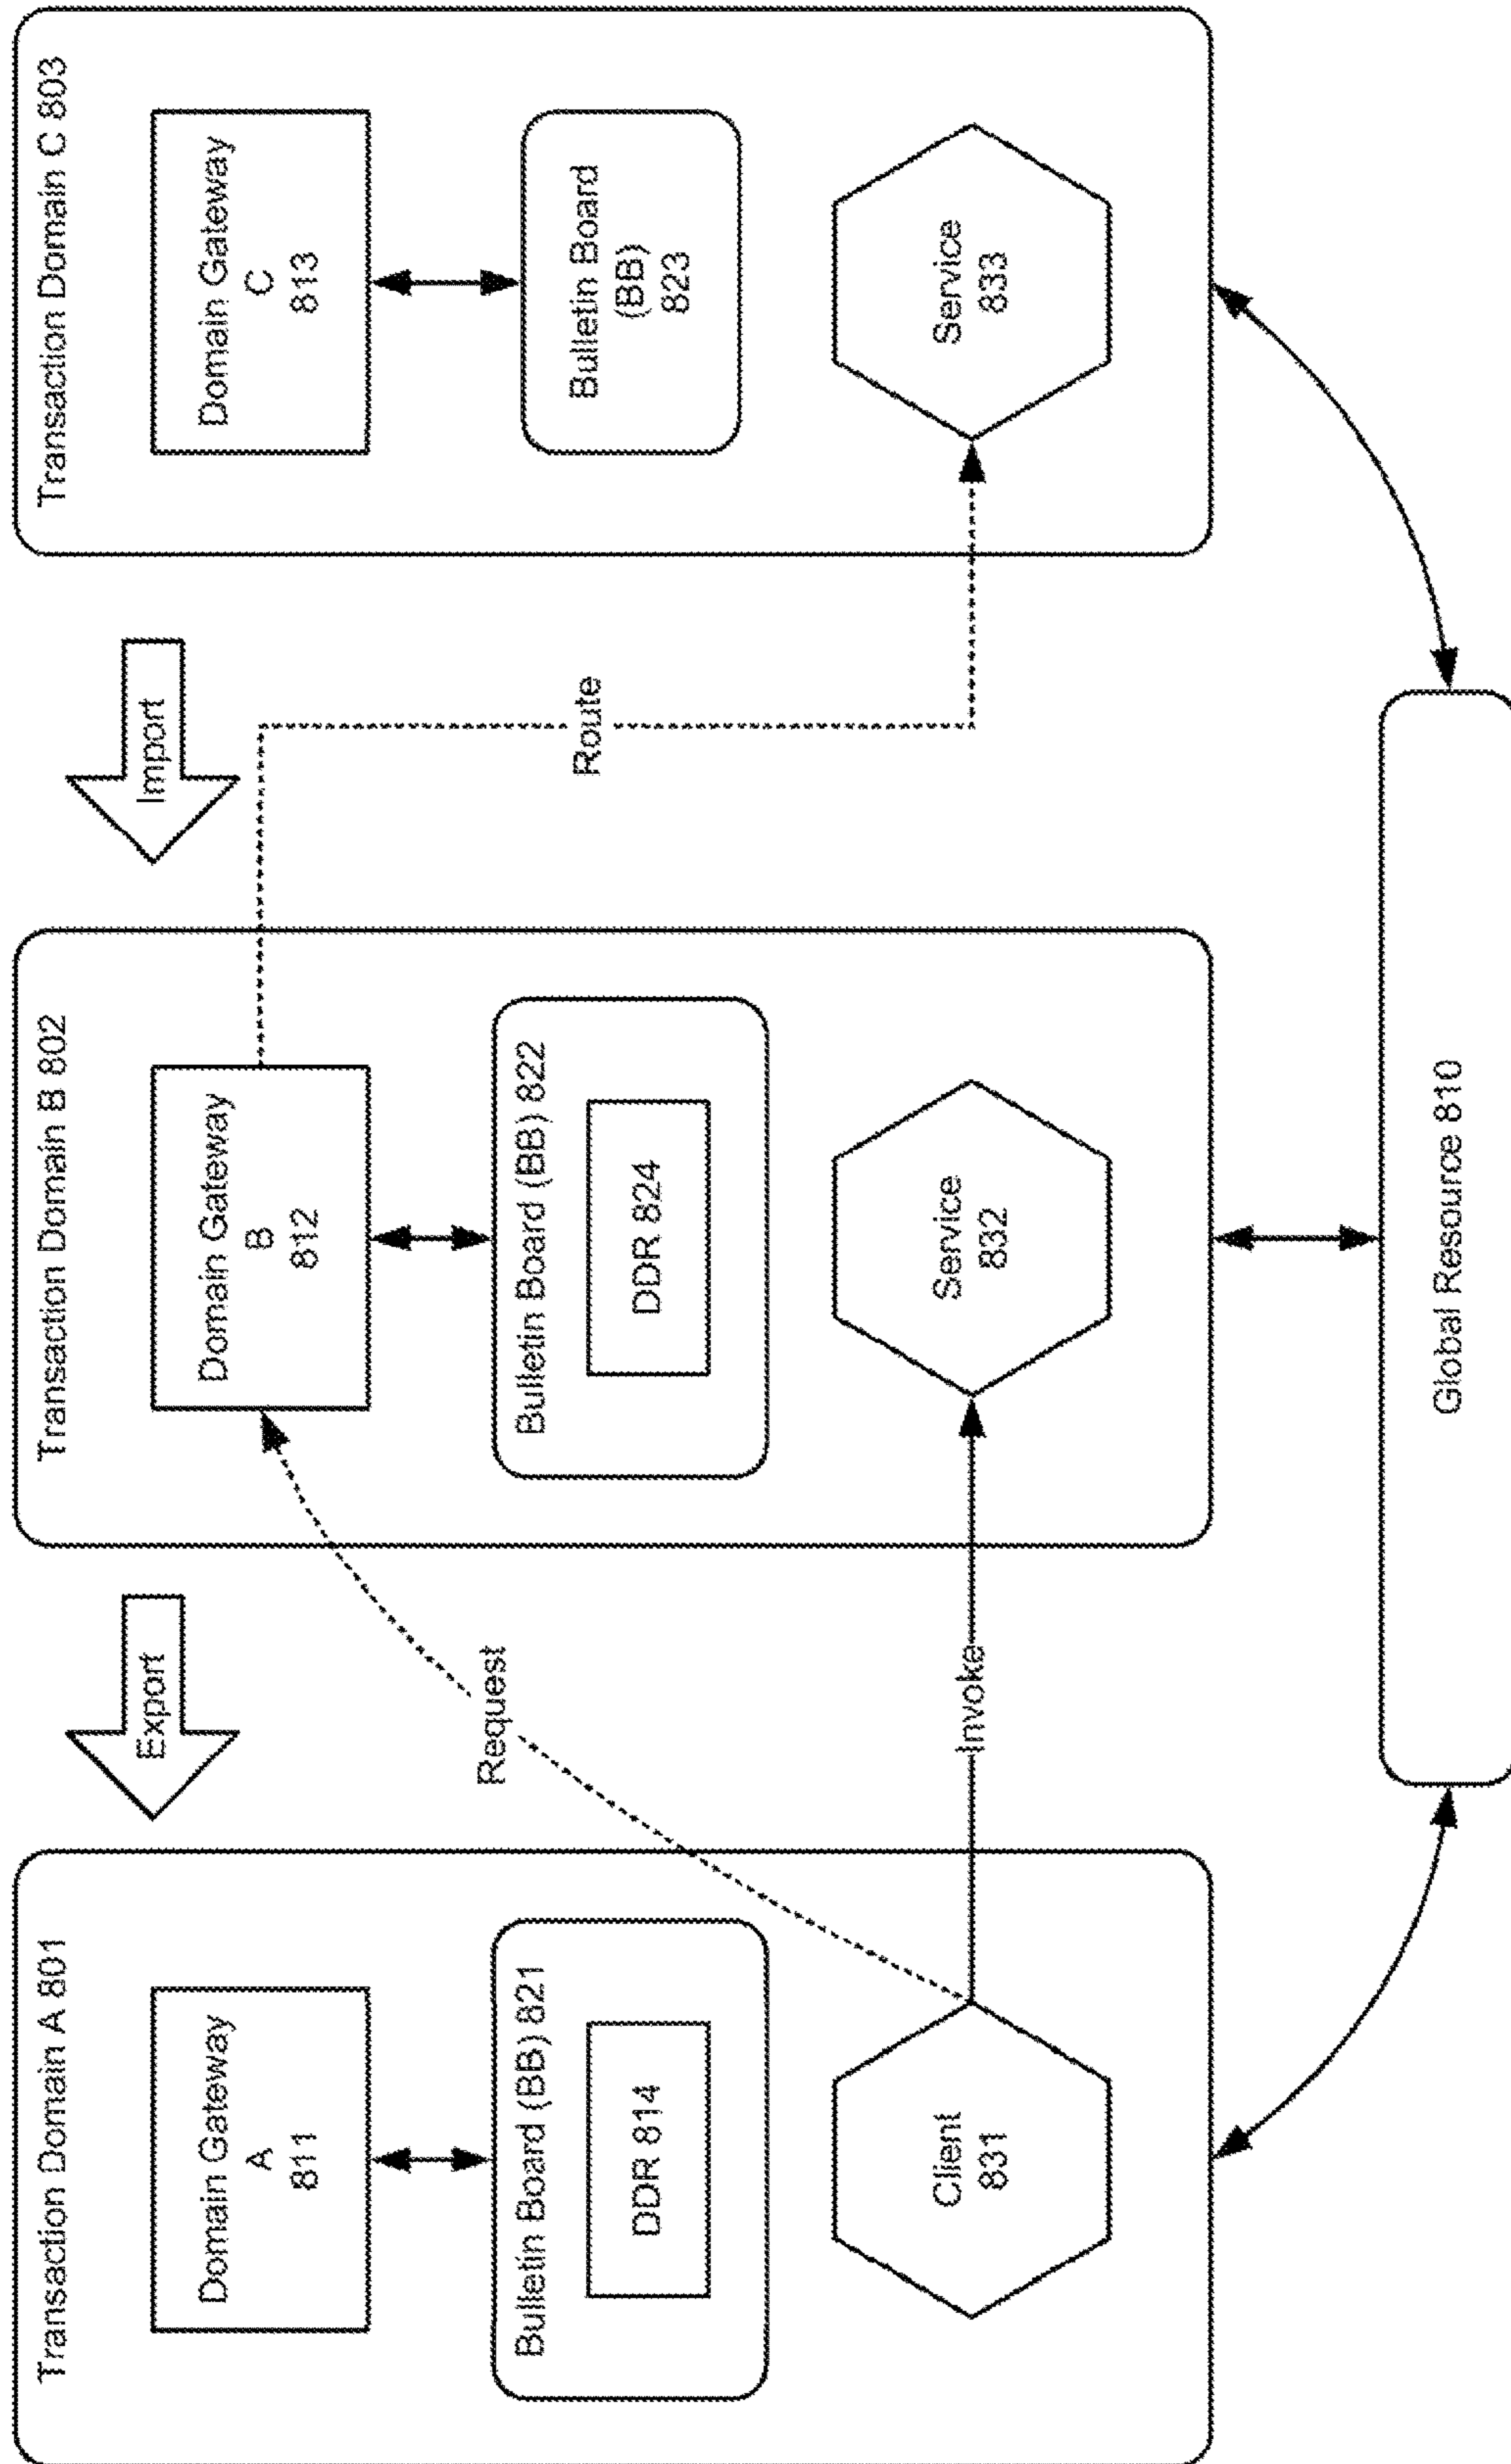 Transaction Domain A 801
Domain Gateway
A
811
Bulletin Board (BB) 821
DDR 814
Client
831
Export
Request
Invoke
Transaction Domain B 802
Domain Gateway
B
812
Bulletin Board (BB) 822
DDR 824
Service
832
Import
Route
Transaction Domain C 803
Domain Gateway
C
813
Bulletin Board
(BB)
823
Service
833
Global Resource 810